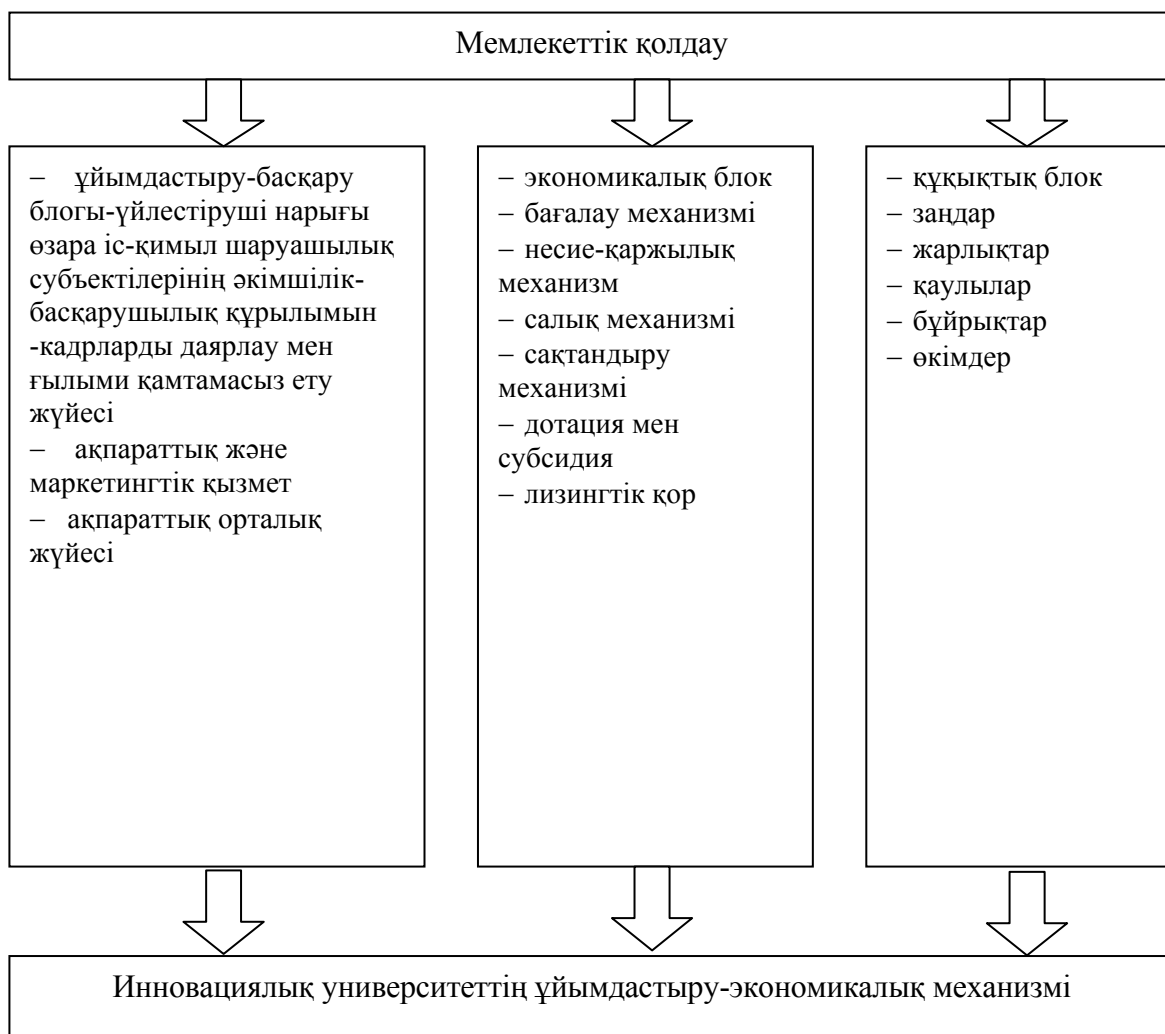 Мемлекеттік қолдау
– ұйымдастыру-басқару
блогы-үйлестіруші нарығы
өзара іс-қимыл шаруашылық
субъектілерінің әкімшілік-
басқарушылық құрылымын
-кадрларды даярлау мен
ғылыми қамтамасыз ету
жүйесі
– ақпараттық және
маркетингтік қызмет
– ақпараттық орталық
жүйесі
– экономикалық блок
– бағалау механизмі
– несие-қаржылық
механизм
– салық механизмі
– сақтандыру
механизмі
– дотация мен
субсидия
– лизингтік қор
– құқықтық блок
– заңдар
– жарлықтар
– қаулылар
– бұйрықтар
– өкімдер
Инновациялық университеттің ұйымдастыру-экономикалық механизмі